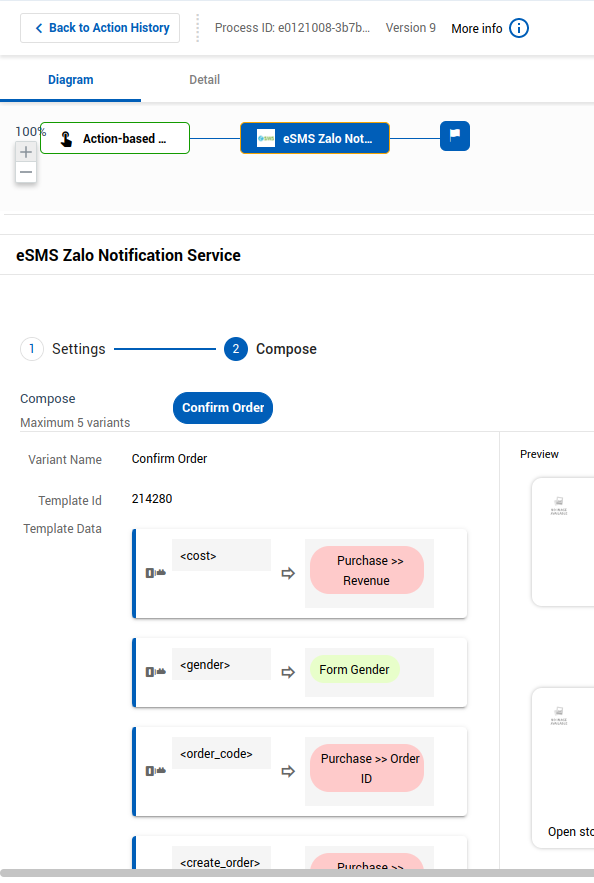 Back to Action History
Process ID: e0121008-3b7b...
Version 9
More info
Diagram
Detail
100%
Action-based ...
eSMS Zalo Not...
eSMS Zalo Notification Service
1 Settings
2 Compose
Compose
Maximum 5 variants
Confirm Order
Variant Name
Confirm Order
Template Id
214280
Template Data
<cost>
Purchase >>
Revenue
<gender>
Form Gender
<order_code>
Purchase >> Order
ID
<create_order>
Purchase >>
Preview
Open sto